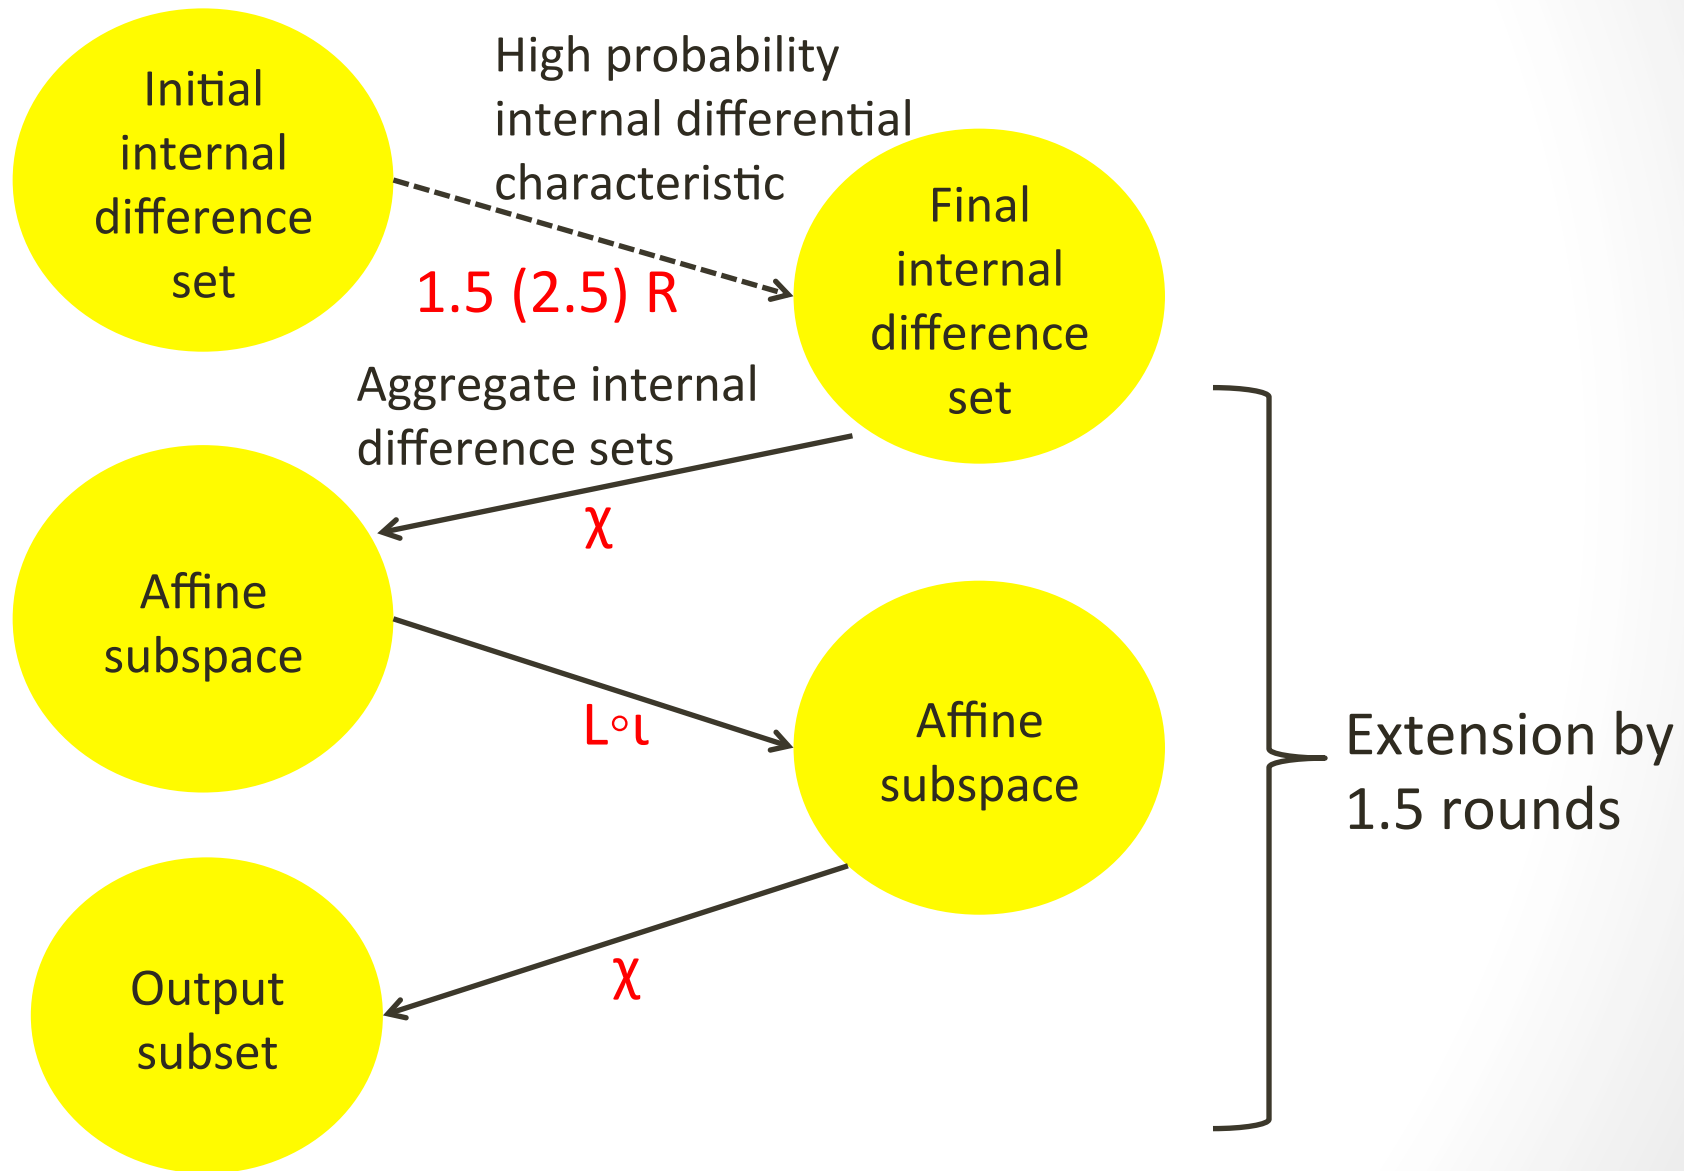 Initial
internal
difference
set
High probability
internal differential
characteristic
1.5 (2.5) R
Final
internal
difference
set
Aggregate internal
difference sets
χ
Affine
subspace
L∘ι
Affine
subspace
χ
Output
subset
Extension by
1.5 rounds